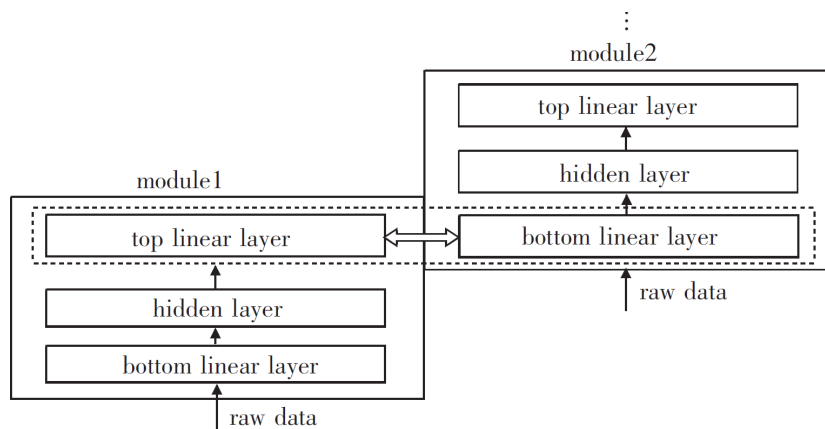 ⋮
module2
top linear layer
hidden layer
bottom linear layer
raw data
module1
top linear layer
hidden layer
bottom linear layer
raw data